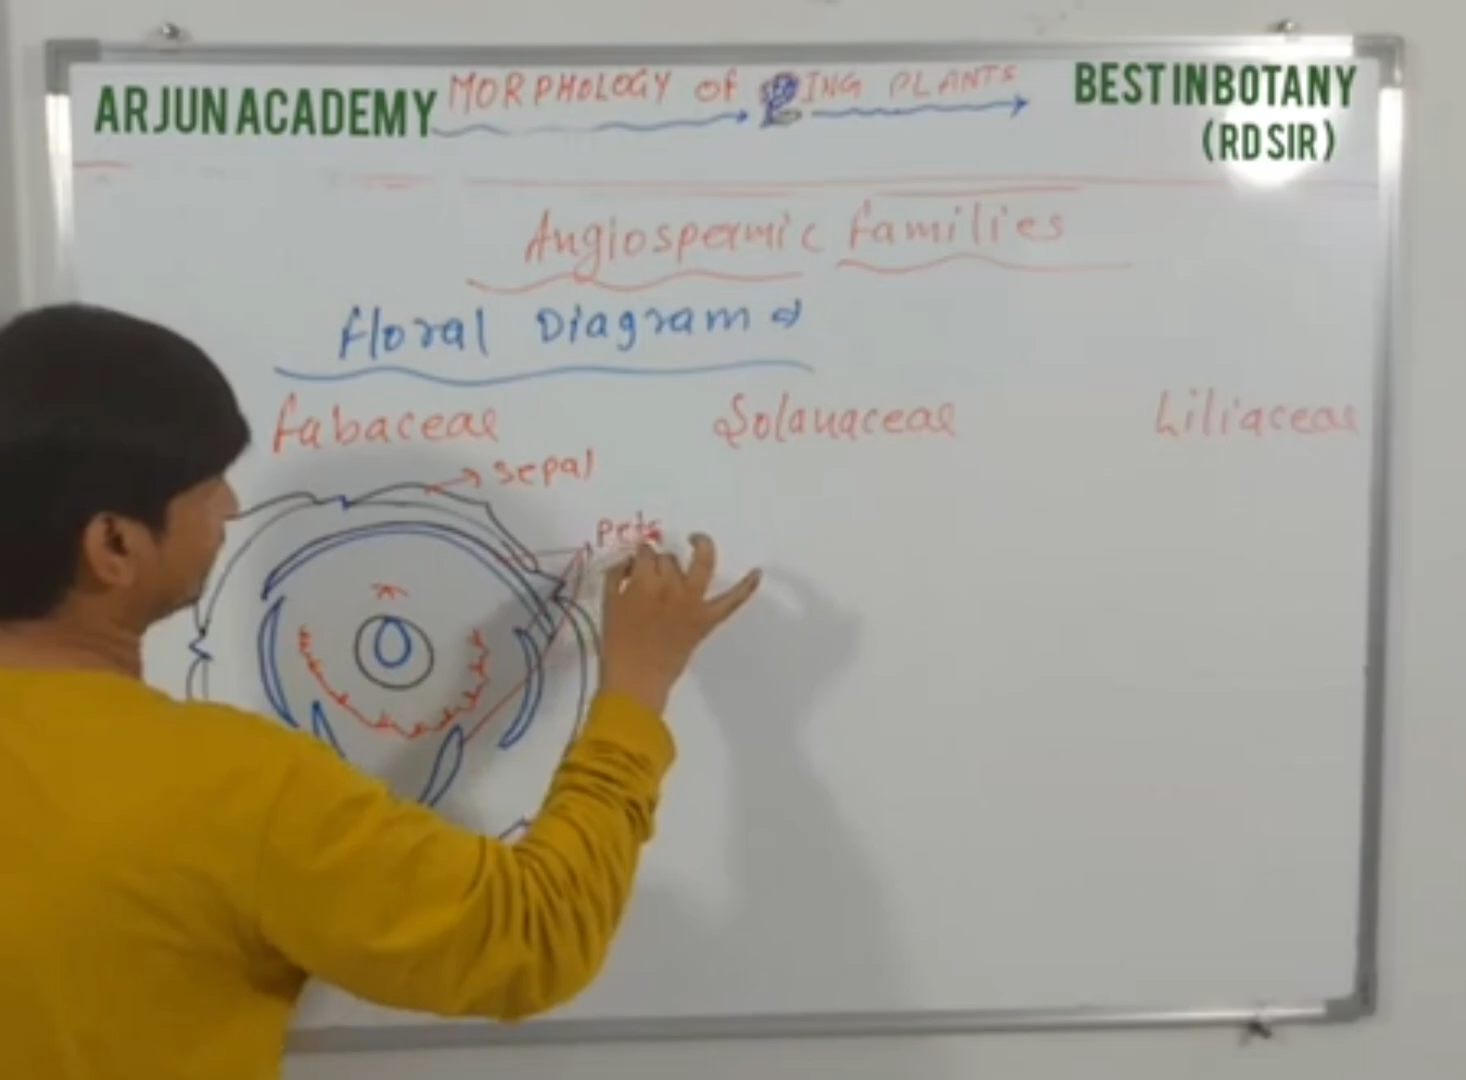 ARJUN ACADEMY MORPHOLOGY OF ING PLANTS BEST IN BOTANY
(RD SIR)
Angiospermic families
floral Diagram
fabaceae Solanaceae Liliaceae
sepal
Peta